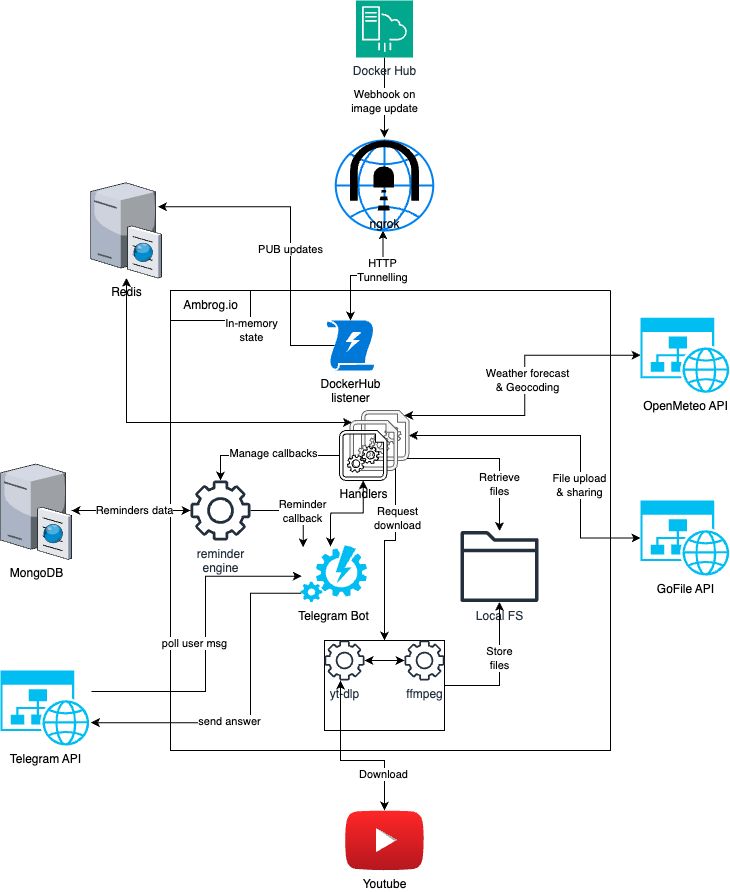 Docker Hub
Webhook on
image update
ngrok
PUB updates
HTTP
Tunnelling
Redis
Ambrog.io
In-memory
state
DockerHub
listener
Weather forecast
& Geocoding
OpenMeteo API
Manage callbacks
Handlers
Retrieve
files
File upload
& sharing
Reminders data
Reminder
callback
Request
download
reminder
engine
MongoDB
GoFile API
Telegram Bot
Local FS
poll user msg
Store
files
yt-dlp
ffmpeg
send answer
Telegram API
Download
Youtube